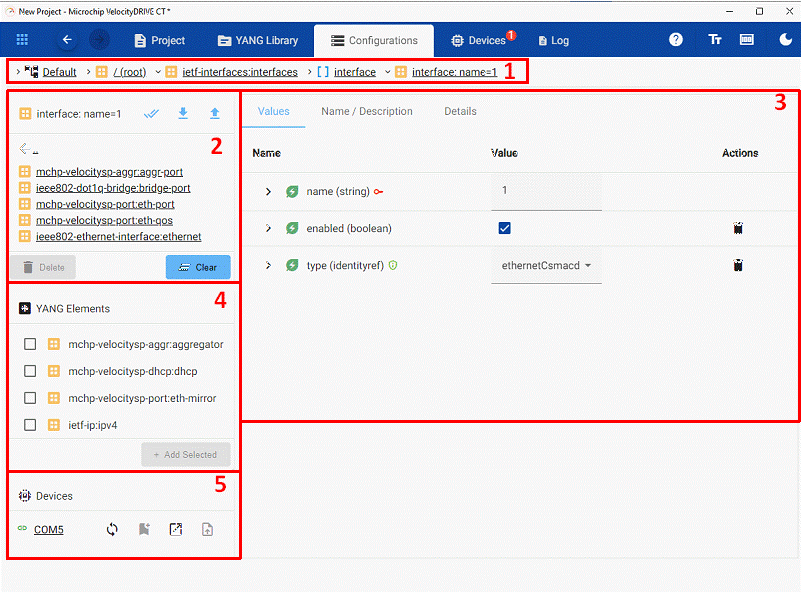 New Project - Microchip VelocityDRIVE CT*
Project YANG Library Configurations Devices 1 Log
Default / (root) ietf-interfaces:interfaces [ ] interface interface: name=1 1
interface: name=1
2
..
mchp-velocitysp-aggr:aggr-port
ieee802-dot1q-bridge:bridge-port
mchp-velocitysp-port:eth-port
mchp-velocitysp-port:eth-qos
ieee802-ethernet-interface:ethernet
Delete Clear
4
YANG Elements
mchp-velocitysp-aggr:aggregator
mchp-velocitysp-dhcp:dhcp
mchp-velocitysp-port:eth-mirror
ietf-ip:ipv4
+ Add Selected
5
Devices
COM5
Values Name / Description Details 3
Name Value Actions
name (string) 1
enabled (boolean)
type (identityref) ethernetCsmacd